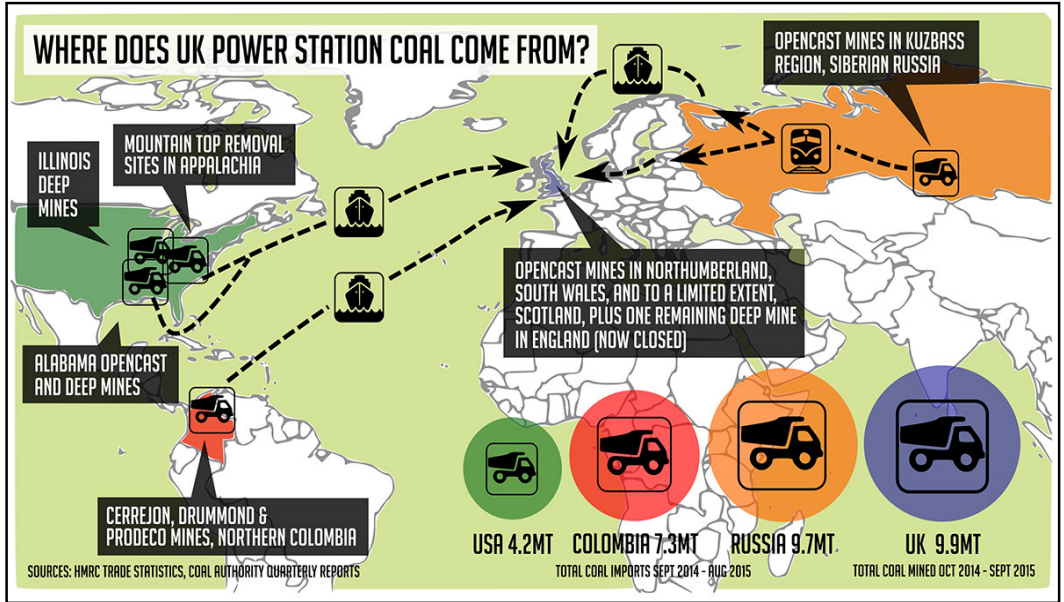 WHERE DOES UK POWER STATION COAL COME FROM?
OPENCAST MINES IN KUZBASS
REGION, SIBERIAN RUSSIA
MOUNTAIN TOP REMOVAL
SITES IN APPALACHIA
ILLINOIS
DEEP
MINES
OPENCAST MINES IN NORTHUMBERLAND,
SOUTH WALES, AND TO A LIMITED EXTENT,
SCOTLAND, PLUS ONE REMAINING DEEP MINE
IN ENGLAND (NOW CLOSED)
ALABAMA OPENCAST
AND DEEP MINES
CERREJON, DRUMMOND &
PRODECO MINES, NORTHERN COLOMBIA
USA 4.2MT
COLOMBIA 7.3MT
RUSSIA 9.7MT
UK 9.9MT
SOURCES: HMRC TRADE STATISTICS, COAL AUTHORITY QUARTERLY REPORTS
TOTAL COAL IMPORTS SEPT 2014 - AUG 2015
TOTAL COAL MINED OCT 2014 - SEPT 2015